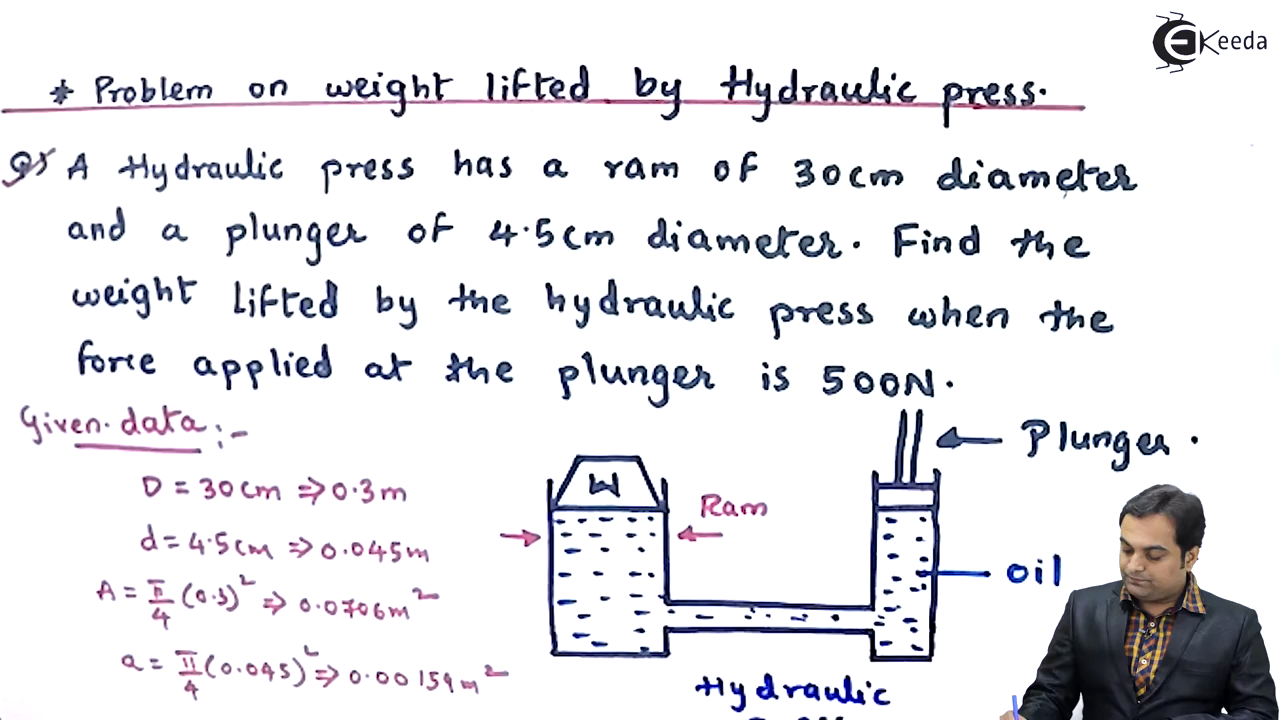 EKeeda
* Problem on weight lifted by Hydraulic press.
Q> A Hydraulic press has a ram of 30cm diameter
and a plunger of 4.5cm diameter. Find the
weight lifted by the hydraulic press when the
force applied at the plunger is 500N.
Given data :-
D = 30cm ⇒ 0.3m
d = 4.5cm ⇒ 0.045m
A = π/4 (0.3)² ⇒ 0.0706m²
a = π/4 (0.045)² ⇒ 0.00159m²
Plunger.
W
Ram
oil
Hydraulic